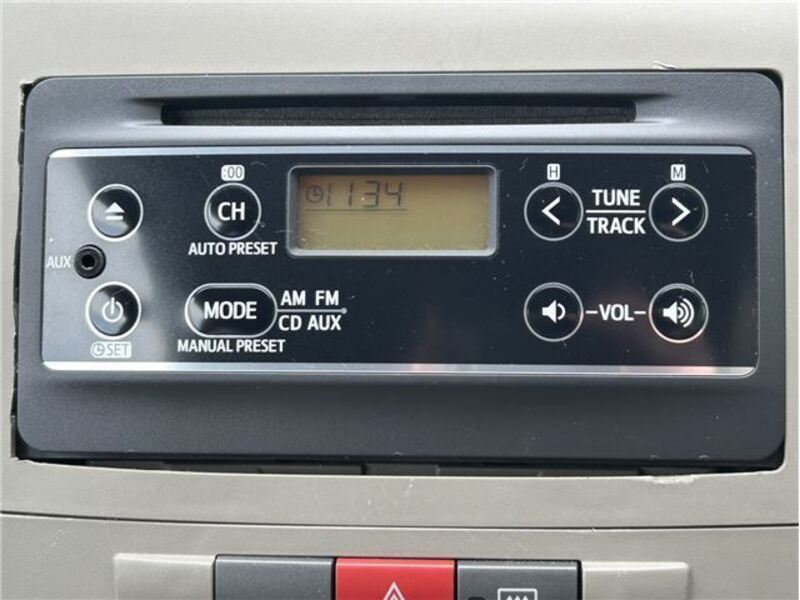 :00
H
M
1134
CH
TUNE
TRACK
AUTO PRESET
AUX
MODE
AM FM
CD AUX
-VOL-
SET
MANUAL PRESET